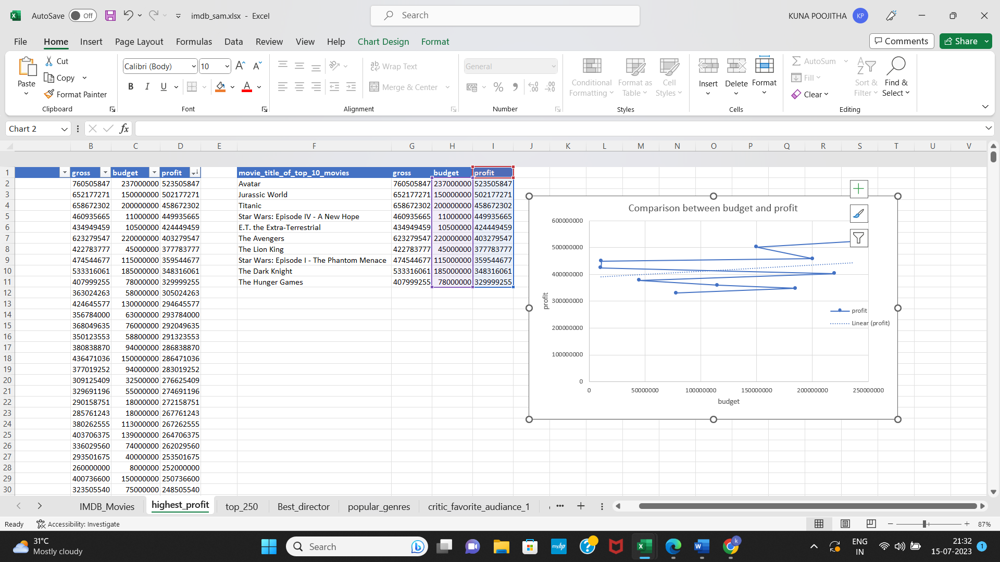 AutoSave Off imdb_sam.xlsx - Excel Search KUNA POOJITHA KP
File Home Insert Page Layout Formulas Data Review View Help Chart Design Format Comments Share
Paste Cut Copy Format Painter
Clipboard
Calibri (Body) 10 A A
B I U A
Font
ab Wrap Text
Merge & Center
Alignment
General
% 9 .00 .00
Number
Conditional Formatting Format as Table Cell Styles
Styles
Insert Delete Format
Cells
AutoSum Fill Clear Sort & Filter Find & Select
Editing
Chart 2 fx
B C D E F G H I J K L M N O P Q R S T U V
1 gross budget profit movie_title_of_top_10_movies gross budget profit
2 760505847 237000000 523505847 Avatar 760505847 237000000 523505847
3 652177271 150000000 502177271 Jurassic World 652177271 150000000 502177271
4 658672302 200000000 458672302 Titanic 658672302 200000000 458672302
5 460935665 11000000 449935665 Star Wars: Episode IV - A New Hope 460935665 11000000 449935665
6 434949459 10500000 424449459 E.T. the Extra-Terrestrial 434949459 10500000 424449459
7 623279547 220000000 403279547 The Avengers 623279547 220000000 403279547
8 422783777 45000000 377783777 The Lion King 422783777 45000000 377783777
9 474544677 115000000 359544677 Star Wars: Episode I - The Phantom Menace 474544677 115000000 359544677
10 533316061 185000000 348316061 The Dark Knight 533316061 185000000 348316061
11 407999255 78000000 329999255 The Hunger Games 407999255 78000000 329999255
12 363024263 58000000 305024263
13 424645577 130000000 294645577
14 356784000 63000000 293784000
15 368049635 76000000 292049635
16 350123553 58800000 291323553
17 380838870 94000000 286838870
18 436471036 150000000 286471036
19 377019252 94000000 283019252
20 309125409 32500000 276625409
21 329691196 55000000 274691196
22 290158751 18000000 272158751
23 285761243 18000000 267761243
24 380262555 113000000 267262555
25 403706375 139000000 264706375
26 336029560 74000000 262029560
27 293501675 40000000 253501675
28 260000000 8000000 252000000
29 400736600 150000000 250736600
30 323505540 75000000 248505540
Comparison between budget and profit
600000000
500000000
400000000
300000000
200000000
100000000
0
profit
0 50000000 100000000 150000000 200000000 250000000
budget
profit
Linear (profit)
IMDB_Movies highest_profit top_250 Best_director popular_genres critic_favorite_audiance_1
Ready Accessibility: Investigate 87%
31°C
Mostly cloudy
Search
myhp
k
ENG
IN
21:32
15-07-2023
1